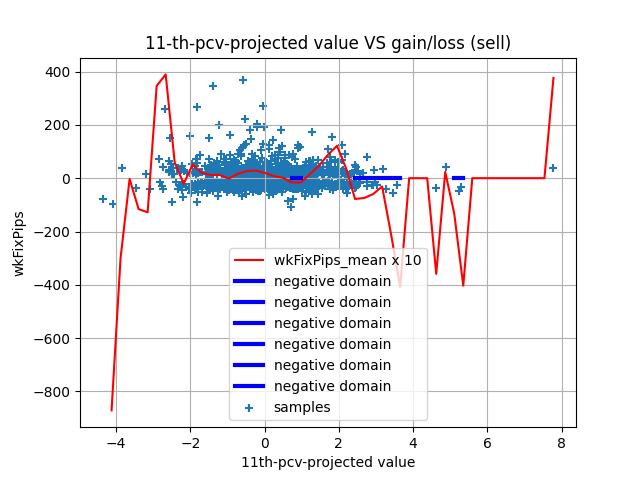 11-th-pcv-projected value VS gain/loss (sell)
400
200
0
−200
−400
−600
−800
wkFixPips
wkFixPips_mean x 10
negative domain
negative domain
negative domain
negative domain
negative domain
negative domain
samples
−4
−2
0
2
4
6
8
11th-pcv-projected value